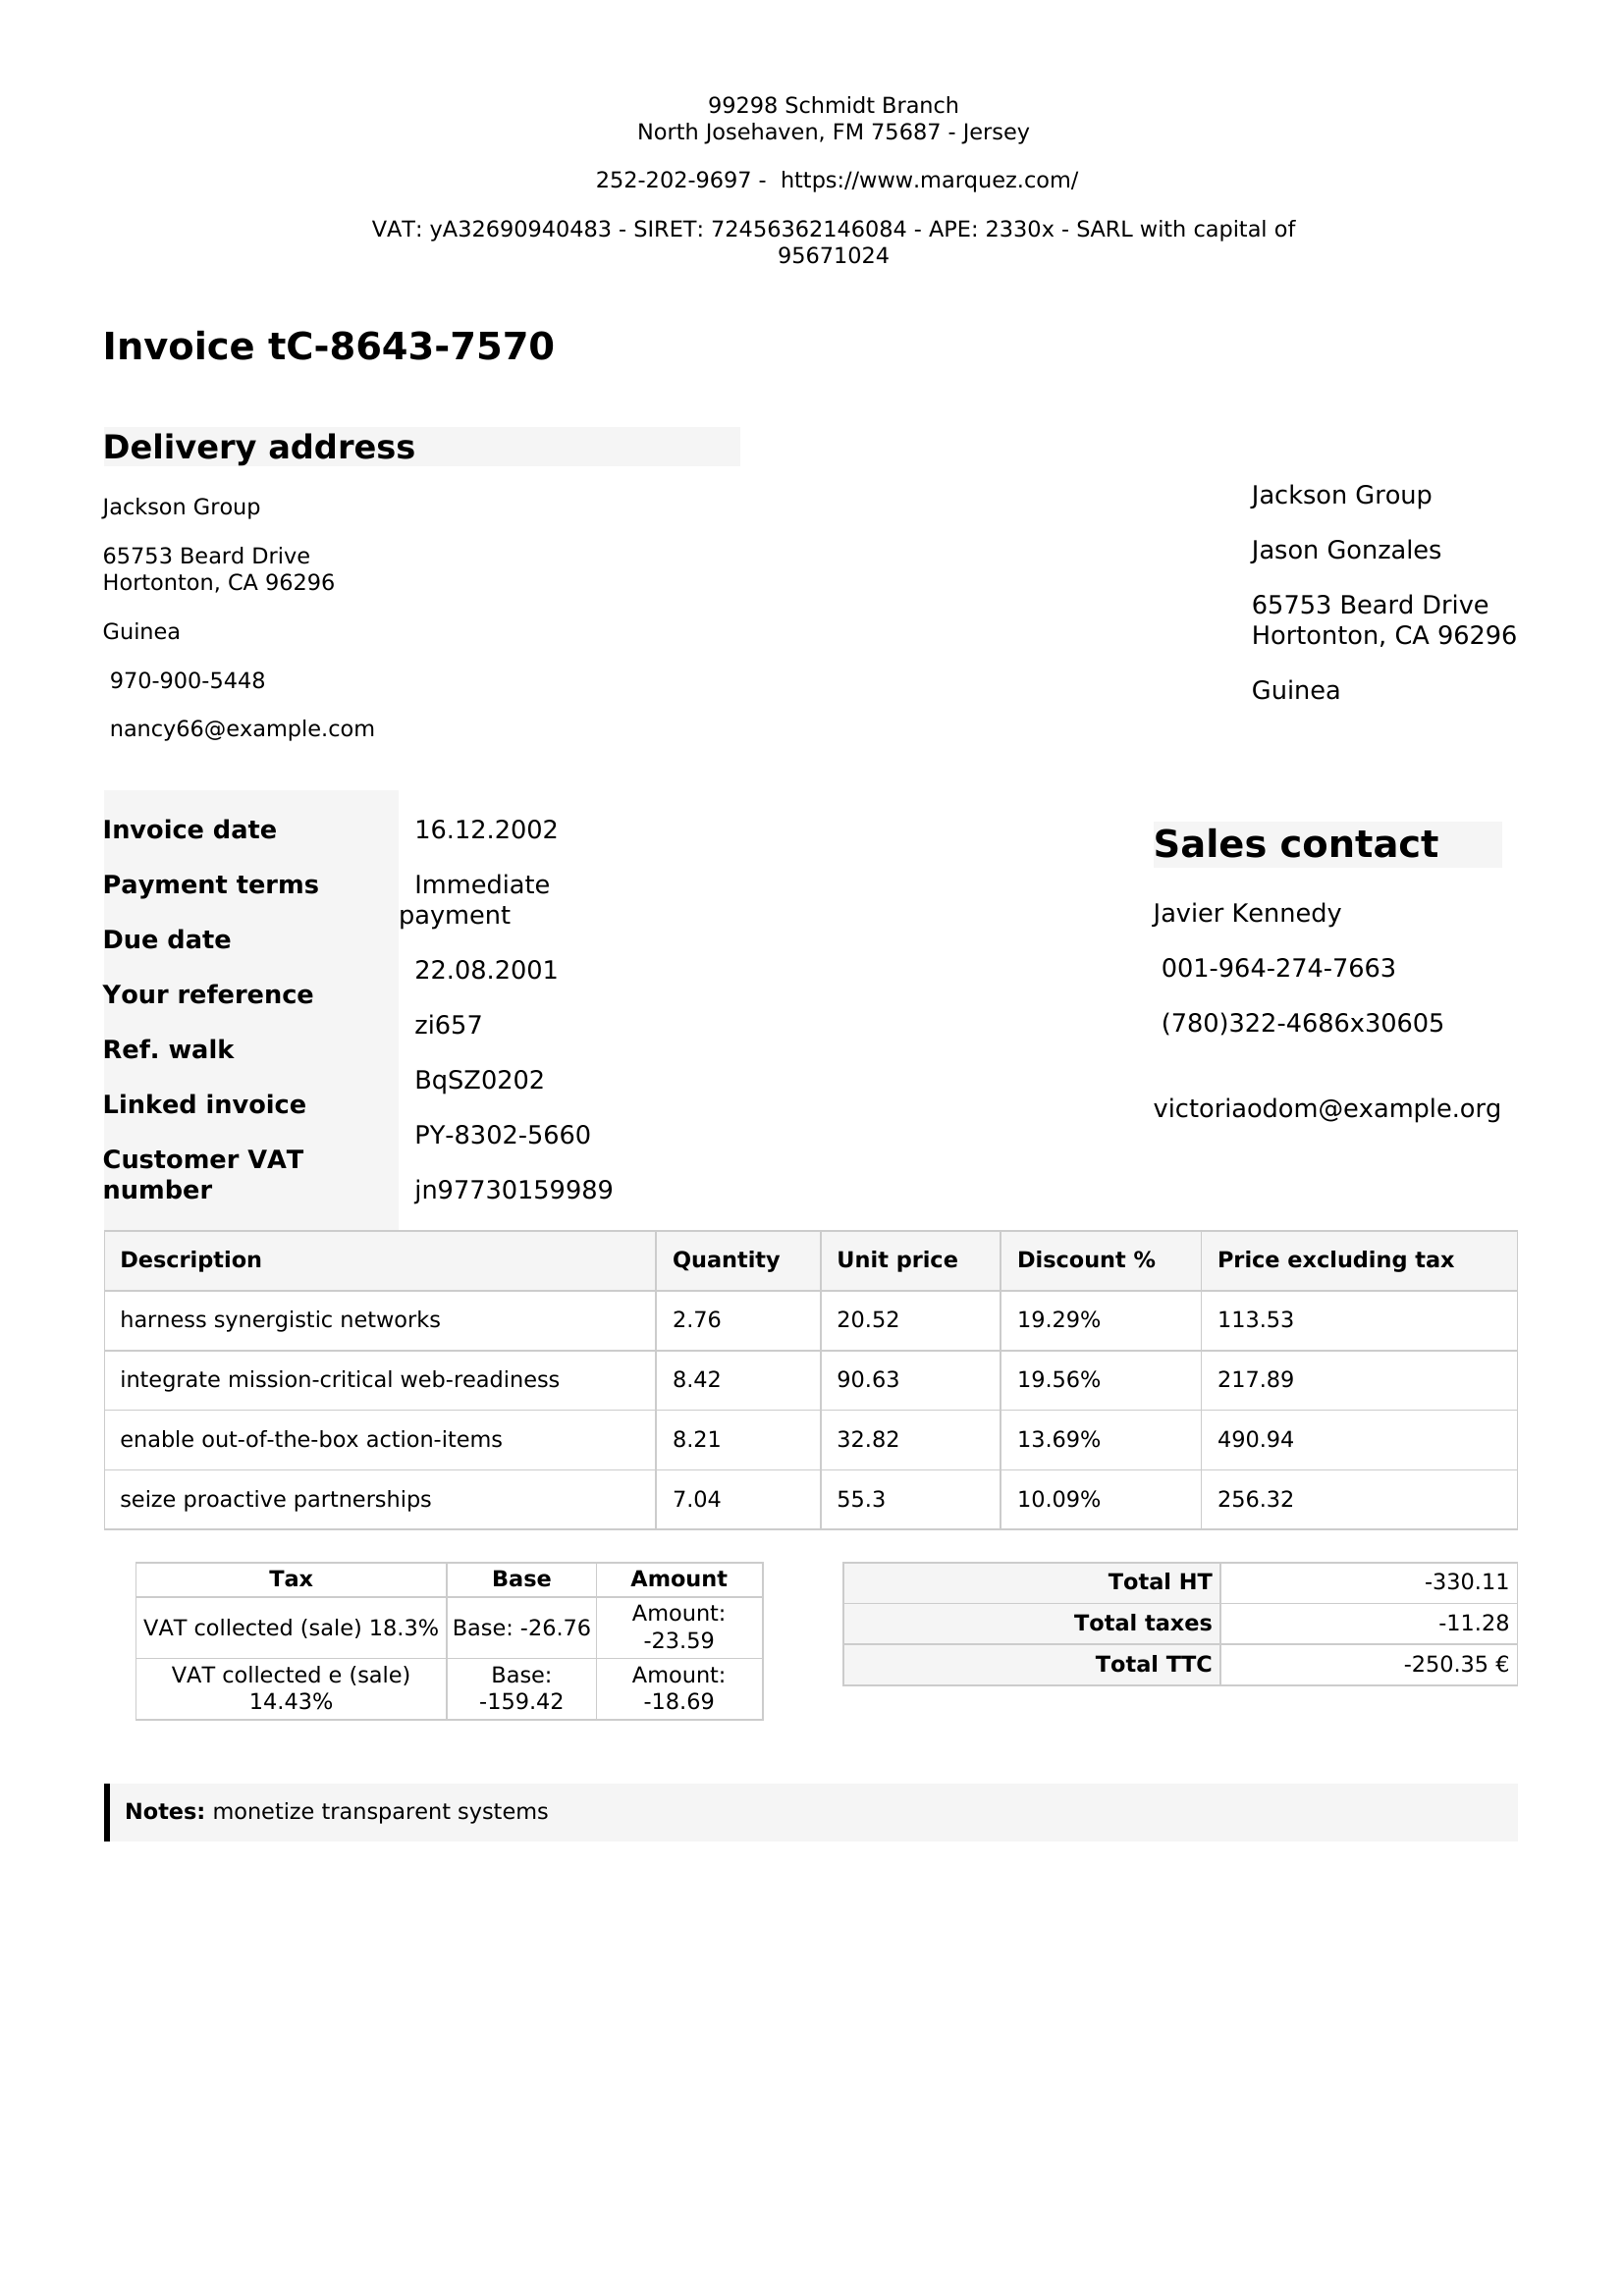 99298 Schmidt Branch
North Josehaven, FM 75687 - Jersey
252-202-9697 - https://www.marquez.com/
VAT: yA32690940483 - SIRET: 72456362146084 - APE: 2330x - SARL with capital of
95671024
Invoice tC-8643-7570
Delivery address
Jackson Group
65753 Beard Drive
Hortonton, CA 96296
Guinea
970-900-5448
nancy66@example.com
Jackson Group
Jason Gonzales
65753 Beard Drive
Hortonton, CA 96296
Guinea
Invoice date
Payment terms
Due date
Your reference
Ref. walk
Linked invoice
Customer VAT
number
16.12.2002
Immediate
payment
22.08.2001
zi657
BqSZ0202
PY-8302-5660
jn97730159989
Sales contact
Javier Kennedy
001-964-274-7663
(780)322-4686x30605
victoriaodom@example.org
Description Quantity Unit price Discount % Price excluding tax
harness synergistic networks 2.76 20.52 19.29% 113.53
integrate mission-critical web-readiness 8.42 90.63 19.56% 217.89
enable out-of-the-box action-items 8.21 32.82 13.69% 490.94
seize proactive partnerships 7.04 55.3 10.09% 256.32
Tax Base Amount
VAT collected (sale) 18.3% Base: -26.76 Amount:
-23.59
VAT collected e (sale) Base: Amount:
14.43% -159.42 -18.69
Total HT -330.11
Total taxes -11.28
Total TTC -250.35 €
Notes: monetize transparent systems